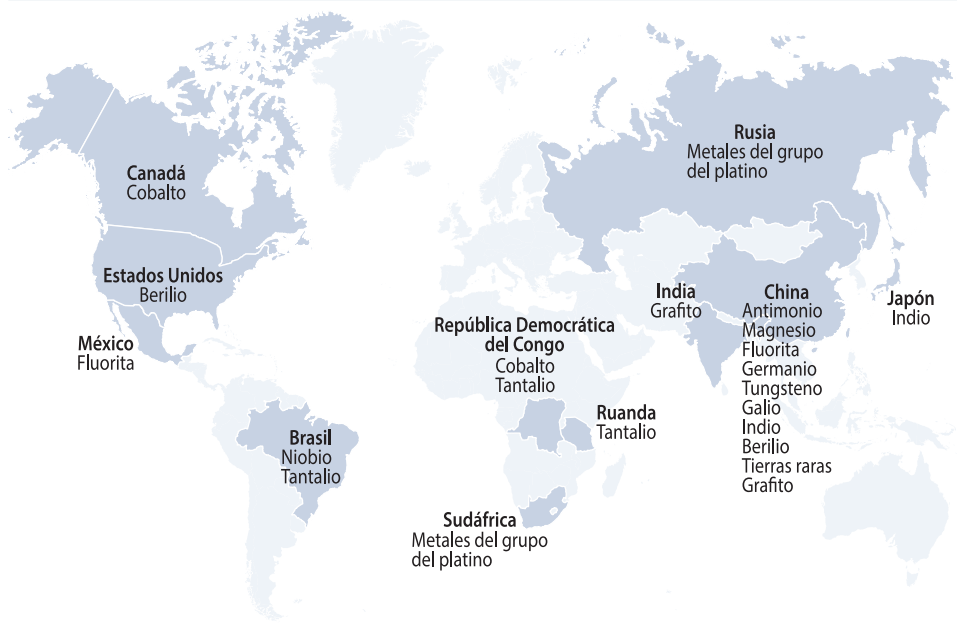 Canadá
Cobalto
Estados Unidos
Berilio
México
Fluorita
Brasil
Niobio
Tantalio
Rusia
Metales del grupo
del platino
República Democrática
del Congo
Cobalto
Tantalio
Ruanda
Tantalio
Sudáfrica
Metales del grupo
del platino
India
Grafito
China
Antimonio
Magnesio
Fluorita
Germanio
Tungsteno
Galio
Indio
Berilio
Tierras raras
Grafito
Japón
Indio